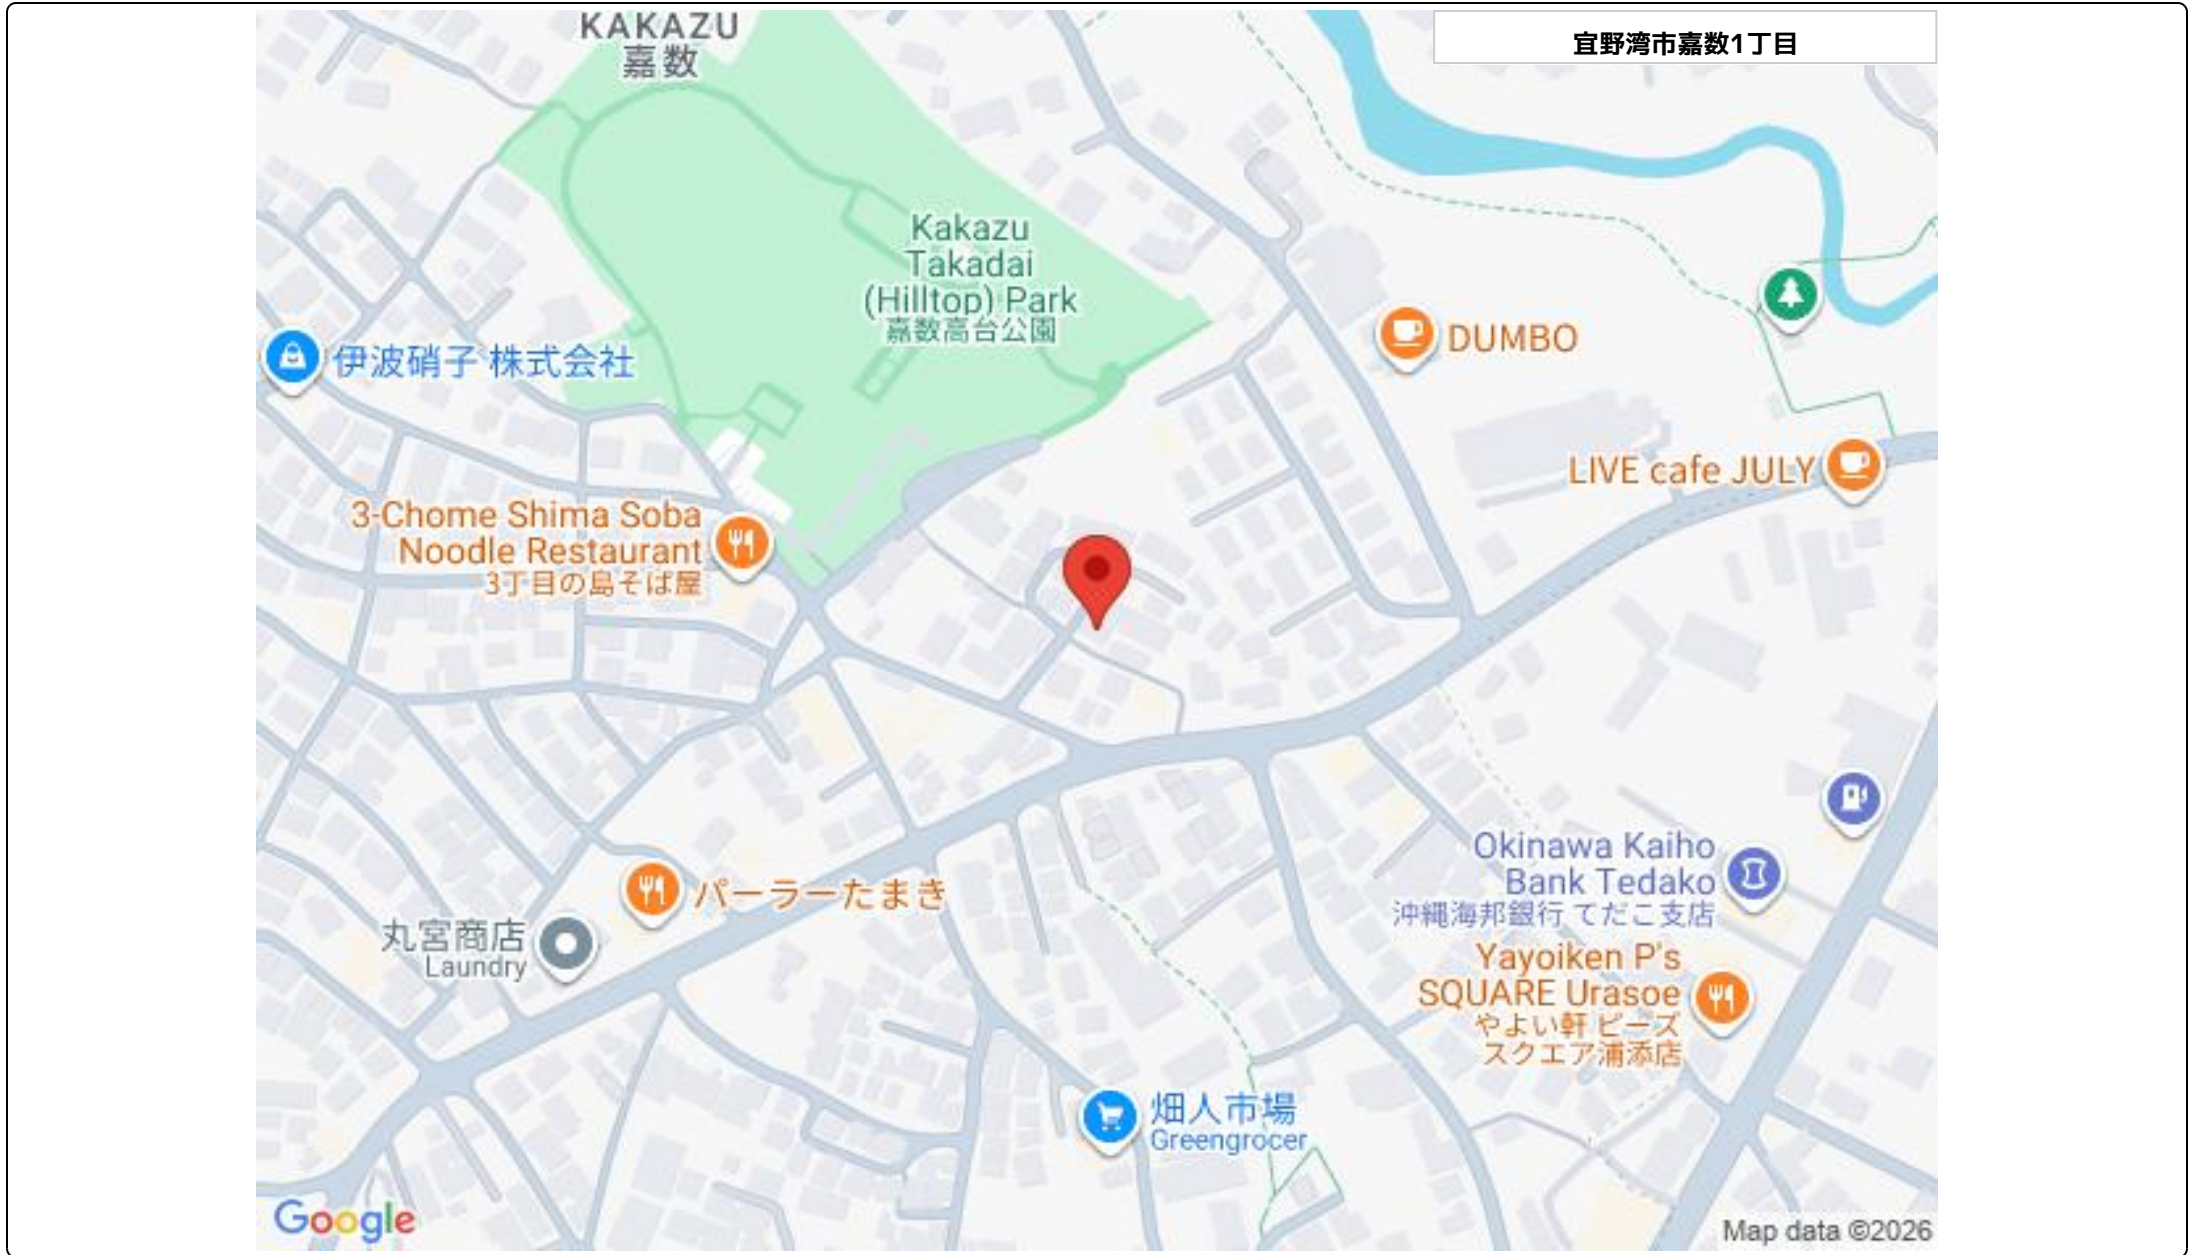 KAKAZU
嘉数
宜野湾市嘉数1丁目
Kakazu
Takadai
(Hilltop) Park
嘉数高台公園
DUMBO
伊波硝子 株式会社
LIVE cafe JULY
3-Chome Shima Soba
Noodle Restaurant
3丁目の島そば屋
Okinawa Kaiho
Bank Tedako
沖縄海邦銀行 てだこ支店
パーラーたまき
丸宮商店
Laundry
Yayoiken P's
SQUARE Urasoe
やよい軒 ピーズ
スクエア浦添店
畑人市場
Greengrocer
Google
Map data ©2026